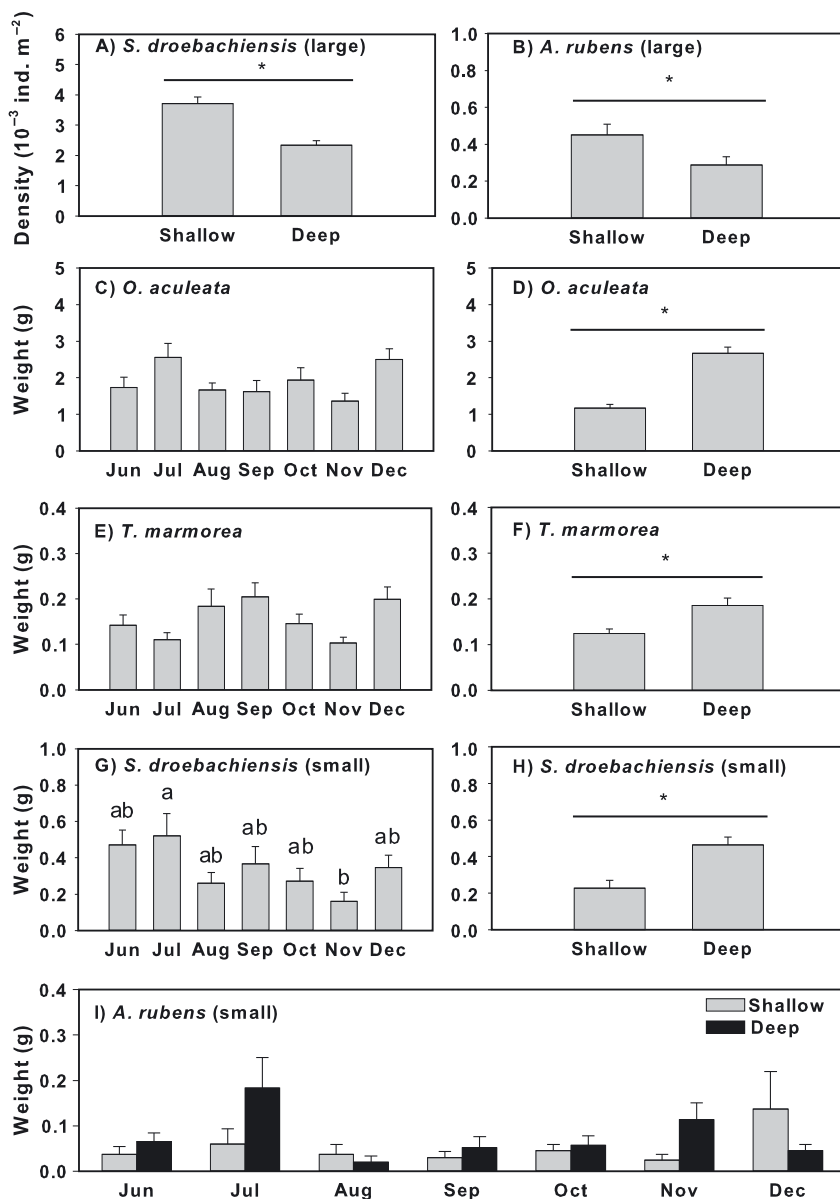 Density (10⁻³ ind. m⁻²)
6
5
4
3
2
1
0
A) S. droebachiensis (large)
*
Shallow Deep
1.0
0.8
0.6
0.4
0.2
0.0
B) A. rubens (large)
*
Shallow Deep
Weight (g)
5
4
3
2
1
0
C) O. aculeata
Jun Jul Aug Sep Oct Nov Dec
5
4
3
2
1
0
D) O. aculeata
*
Shallow Deep
Weight (g)
0.4
0.3
0.2
0.1
0.0
E) T. marmorea
Jun Jul Aug Sep Oct Nov Dec
0.4
0.3
0.2
0.1
0.0
F) T. marmorea
*
Shallow Deep
Weight (g)
1.0
0.8
0.6
0.4
0.2
0.0
G) S. droebachiensis (small)
ab a ab ab ab b ab
Jun Jul Aug Sep Oct Nov Dec
1.0
0.8
0.6
0.4
0.2
0.0
H) S. droebachiensis (small)
*
Shallow Deep
Weight (g)
0.4
0.3
0.2
0.1
0.0
I) A. rubens (small)
Shallow
Deep
Jun Jul Aug Sep Oct Nov Dec